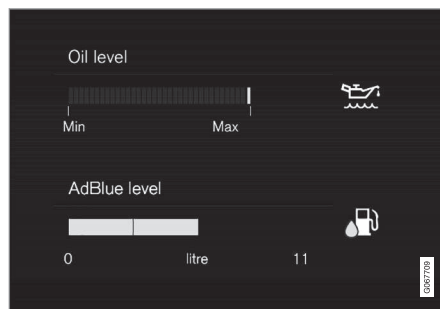 Oil level
Min Max
AdBlue level
0 litre 11
G067709